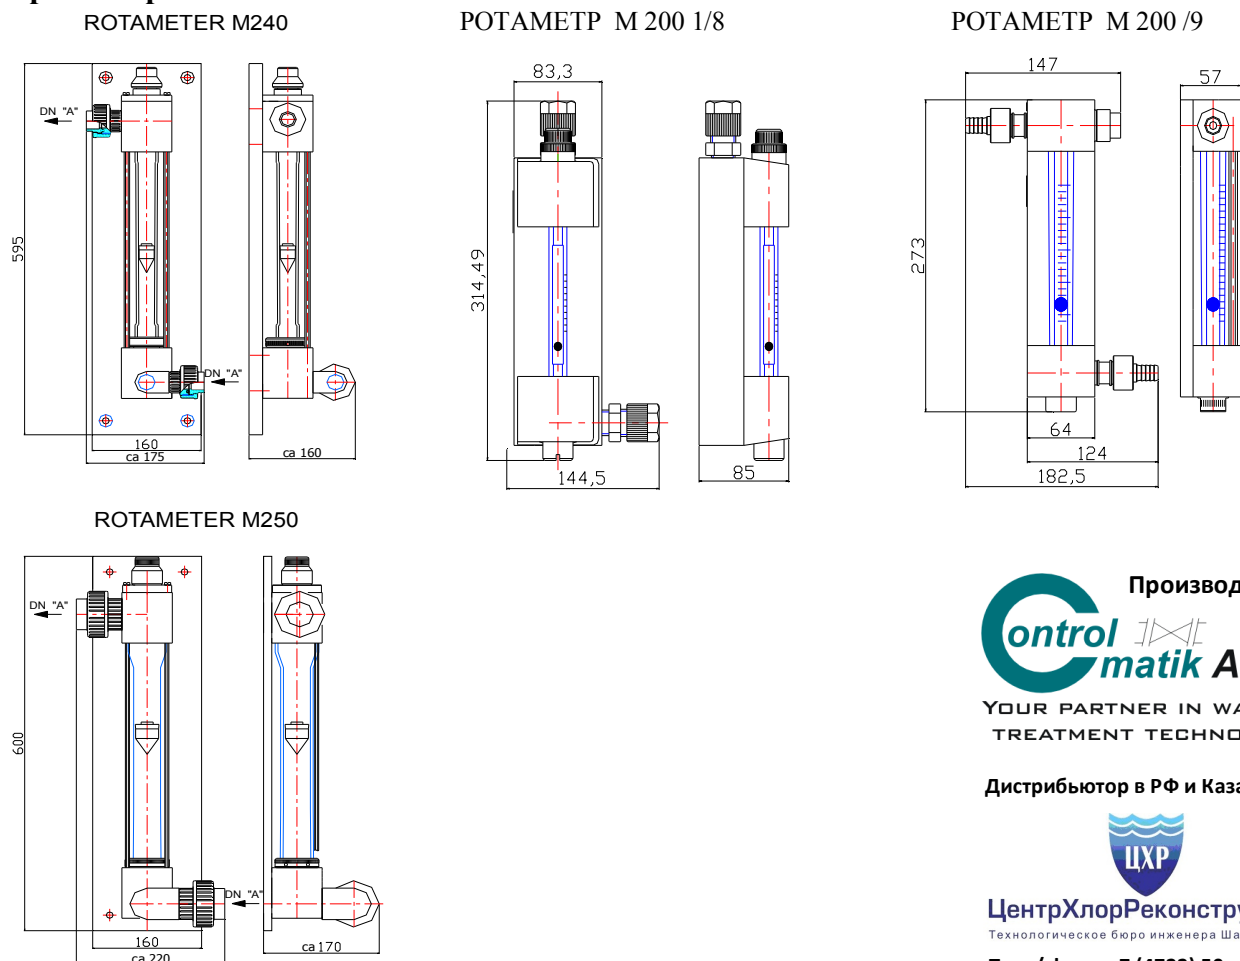 ROTAMETER M240
РОТАМЕТР М 200 1/8
РОТАМЕТР М 200 /9
DN "A"
DN "A"
595
160
ca 175
ca 160
83,3
314,49
144,5
85
147
57
273
64
124
182,5
ROTAMETER M250
DN "A"
DN "A"
600
160
ca 220
ca 170
Производ
Control
matik A
YOUR PARTNER IN WA
TREATMENT TECHNO
Дистрибьютор в РФ и Каза
ЦХР
ЦентрХлорРеконстру
Технологическое бюро инженера Ша